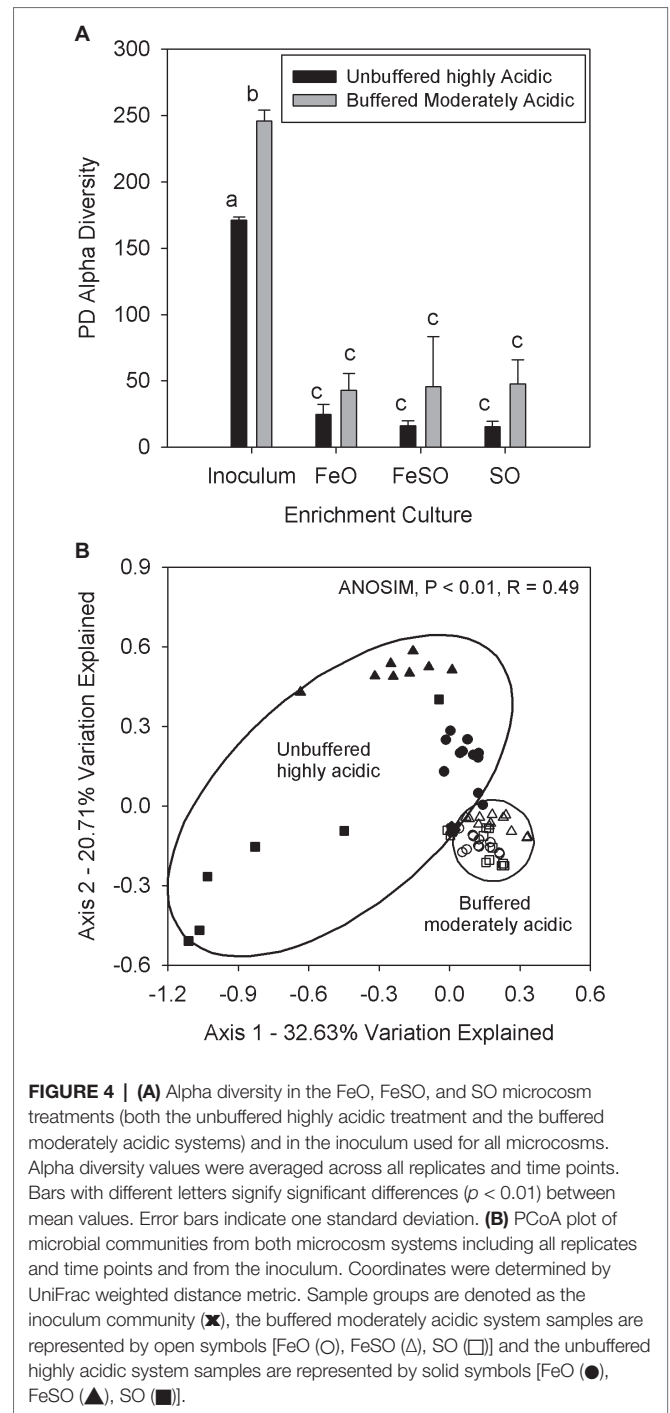 A
300
250
200
150
100
50
0
PD Alpha Diversity
Unbuffered highly Acidic
Buffered Moderately Acidic
a
b
c
c
c
c
c
c
Inoculum FeO FeSO SO
Enrichment Culture
B
0.9
0.6
0.3
0.0
-0.3
-0.6
Axis 2 - 20.71% Variation Explained
ANOSIM, P < 0.01, R = 0.49
Unbuffered
highly acidic
Buffered
moderately acidic
-1.2 -0.9 -0.6 -0.3 0.0 0.3 0.6
Axis 1 - 32.63% Variation Explained
FIGURE 4 | (A) Alpha diversity in the FeO, FeSO, and SO microcosm
treatments (both the unbuffered highly acidic treatment and the buffered
moderately acidic systems) and in the inoculum used for all microcosms.
Alpha diversity values were averaged across all replicates and time points.
Bars with different letters signify significant differences (p < 0.01) between
mean values. Error bars indicate one standard deviation. (B) PCoA plot of
microbial communities from both microcosm systems including all replicates
and time points and from the inoculum. Coordinates were determined by
UniFrac weighted distance metric. Sample groups are denoted as the
inoculum community (✖), the buffered moderately acidic system samples are
represented by open symbols [FeO (○), FeSO (△), SO (□)] and the unbuffered
highly acidic system samples are represented by solid symbols [FeO (●),
FeSO (▲), SO (■)].